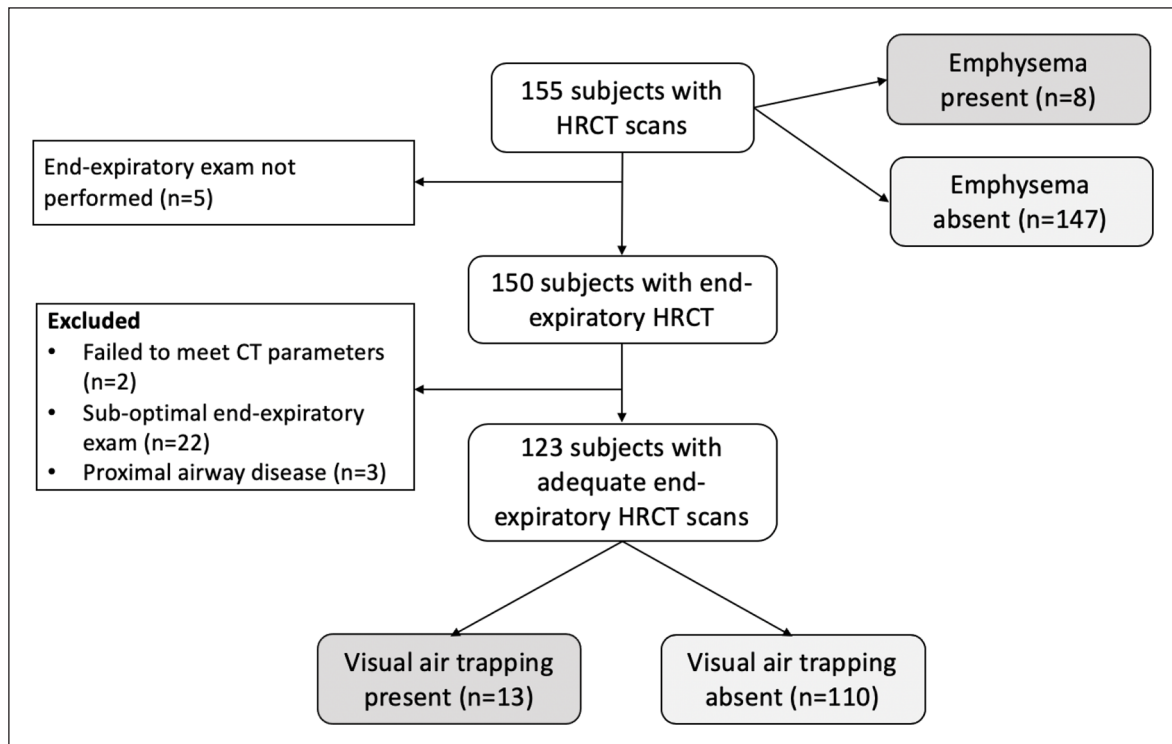 155 subjects with
HRCT scans
Emphysema
present (n=8)
Emphysema
absent (n=147)
End-expiratory exam not
performed (n=5)
150 subjects with end-
expiratory HRCT
Excluded
• Failed to meet CT parameters
(n=2)
• Sub-optimal end-expiratory
exam (n=22)
• Proximal airway disease (n=3)
123 subjects with
adequate end-
expiratory HRCT scans
Visual air trapping
present (n=13)
Visual air trapping
absent (n=110)